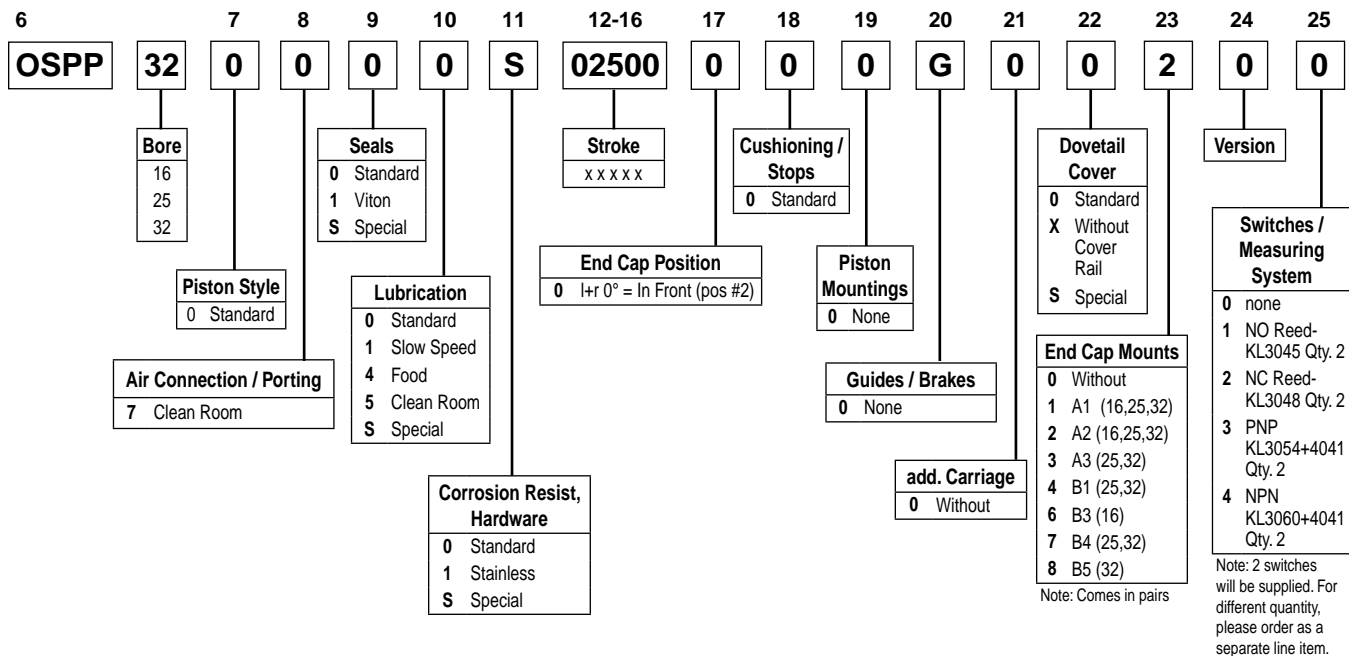 6 7 8 9 10 11 12-16 17 18 19 20 21 22 23 24 25
OSPP 32 0 0 0 0 S 02500 0 0 0 G 0 0 2 0 0
Bore
16
25
32
Piston Style
0 Standard
Air Connection / Porting
7 Clean Room
Seals
0 Standard
1 Viton
S Special
Lubrication
0 Standard
1 Slow Speed
4 Food
5 Clean Room
S Special
Corrosion Resist,
Hardware
0 Standard
1 Stainless
S Special
Stroke
x x x x x
End Cap Position
0 l+r 0° = In Front (pos #2)
Cushioning /
Stops
0 Standard
Piston
Mountings
0 None
Guides / Brakes
0 None
add. Carriage
0 Without
Dovetail
Cover
0 Standard
X Without
Cover
Rail
S Special
End Cap Mounts
0 Without
1 A1 (16,25,32)
2 A2 (16,25,32)
3 A3 (25,32)
4 B1 (25,32)
6 B3 (16)
7 B4 (25,32)
8 B5 (32)
Note: Comes in pairs
Version
Switches /
Measuring
System
0 none
1 NO Reed-
KL3045 Qty. 2
2 NC Reed-
KL3048 Qty. 2
3 PNP
KL3054+4041
Qty. 2
4 NPN
KL3060+4041
Qty. 2
Note: 2 switches
will be supplied. For
different quantity,
please order as a
separate line item.